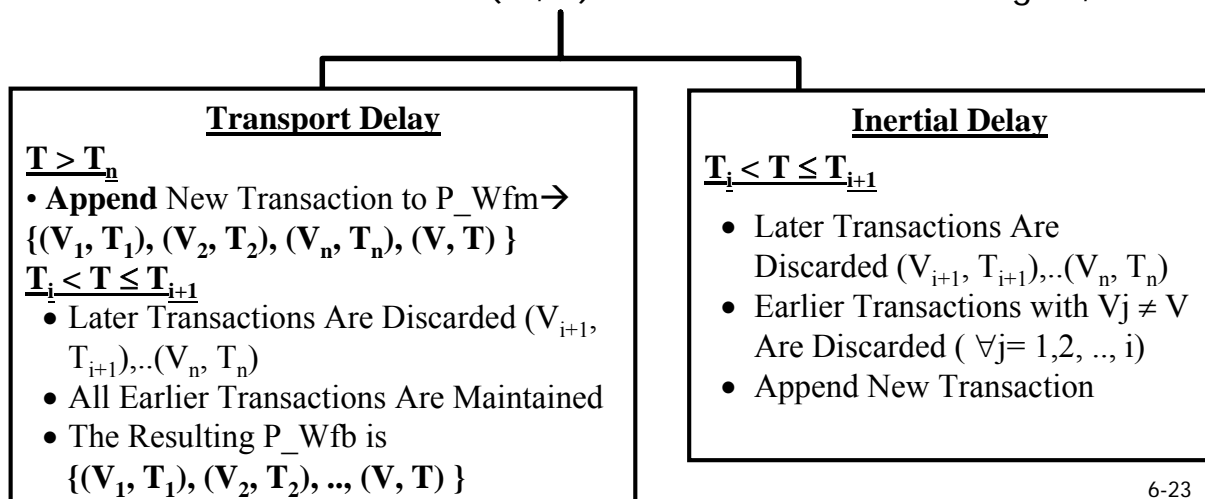 Transport Delay
T > Tₙ
• Append New Transaction to P_Wfm→
{(V₁, T₁), (V₂, T₂), (Vₙ, Tₙ), (V, T) }
Tᵢ < T ≤ Tᵢ₊₁
• Later Transactions Are Discarded (Vᵢ₊₁,
Tᵢ₊₁),..(Vₙ, Tₙ)
• All Earlier Transactions Are Maintained
• The Resulting P_Wfb is
{(V₁, T₁), (V₂, T₂), .., (V, T) }
Inertial Delay
Tᵢ < T ≤ Tᵢ₊₁
• Later Transactions Are
Discarded (Vᵢ₊₁, Tᵢ₊₁),..(Vₙ, Tₙ)
• Earlier Transactions with Vj ≠ V
Are Discarded ( ∀j= 1,2, .., i)
• Append New Transaction
6-23